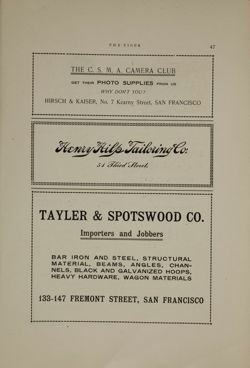 THE TIGER 47
THE C. S. M. A. CAMERA CLUB
GET THEIR PHOTO SUPPLIES FROM US
WHY DON'T YOU?
HIRSCH & KAISER, No. 7 Kearny Street, SAN FRANCISCO
Henry Hilp Tailoring Co.
54 Third Street.
TAYLER & SPOTSWOOD CO.
Importers and Jobbers
BAR IRON AND STEEL, STRUCTURAL
MATERIAL, BEAMS, ANGLES, CHAN-
NELS, BLACK AND GALVANIZED HOOPS,
HEAVY HARDWARE, WAGON MATERIALS
133-147 FREMONT STREET, SAN FRANCISCO